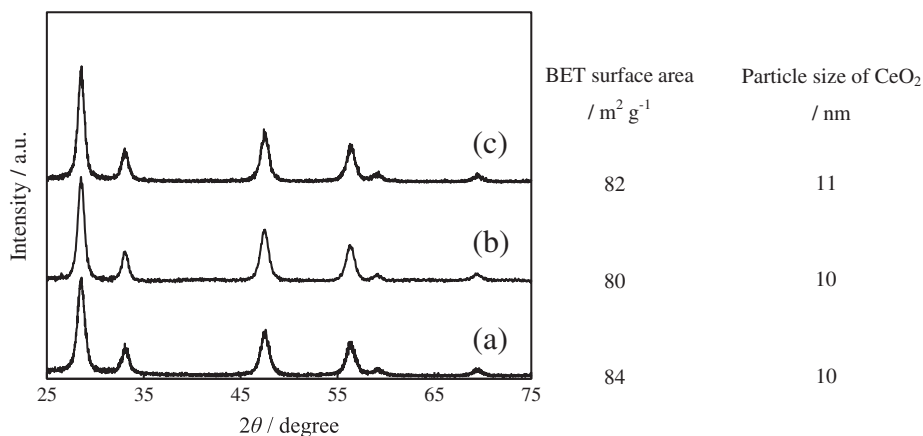 BET surface area
Particle size of CeO₂
/ m² g⁻¹
/ nm
Intensity / a.u.
(c)
82
11
(b)
80
10
(a)
84
10
25
35
45
55
65
75
2θ / degree